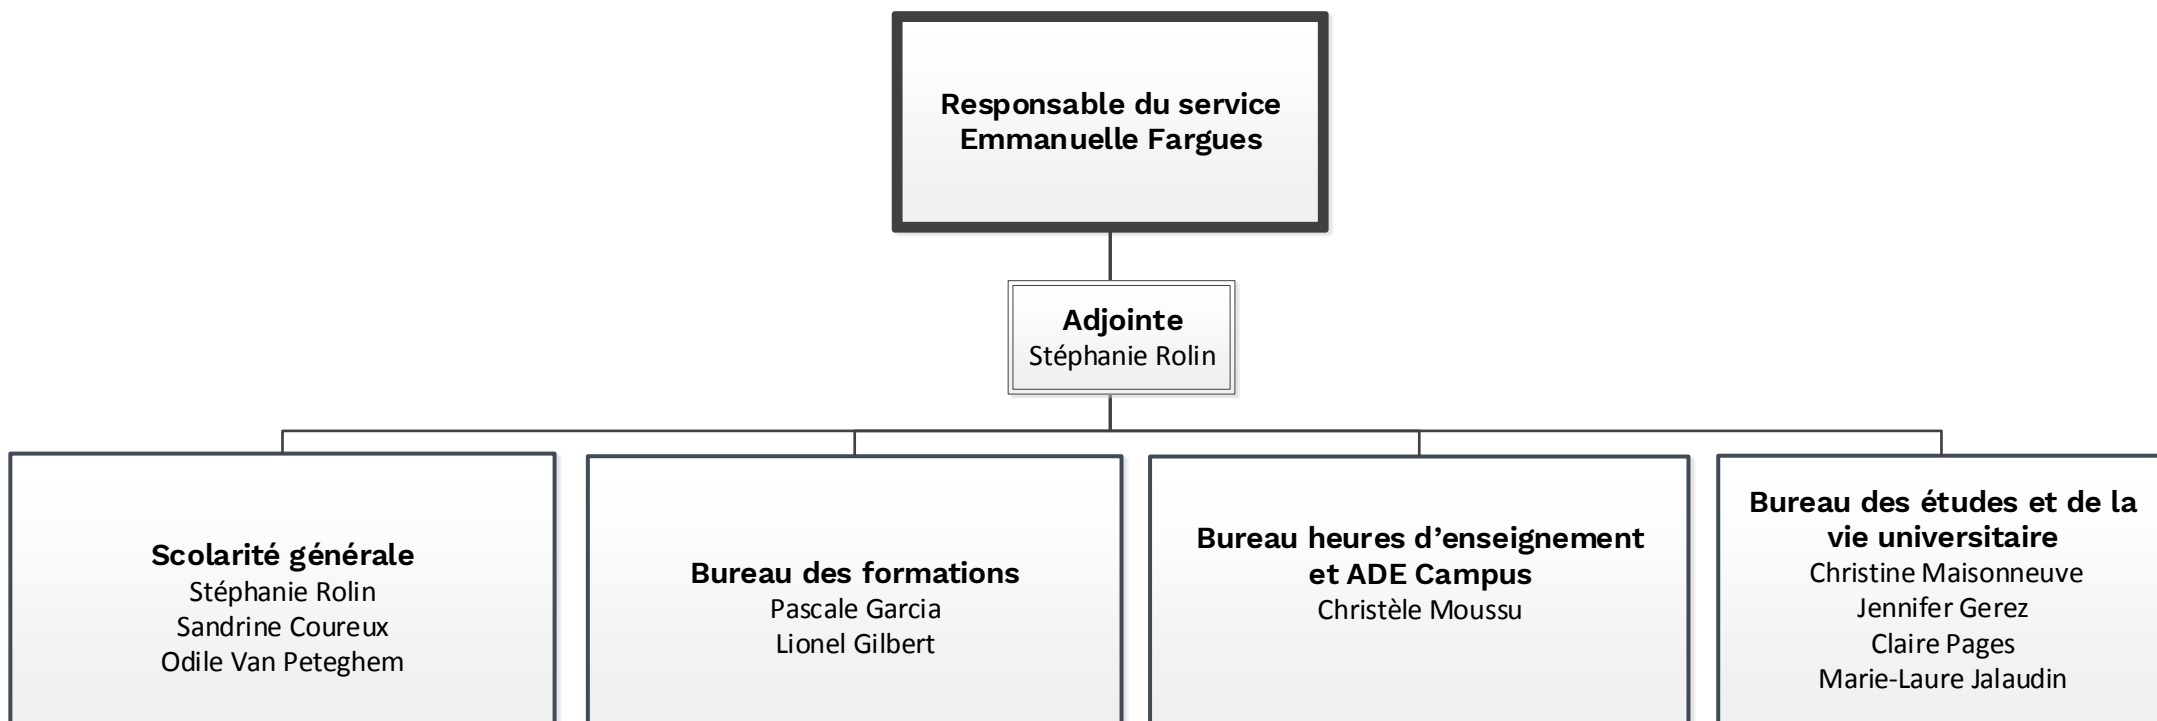 Responsable du service
Emmanuelle Fargues
Adjointe
Stéphanie Rolin
Scolarité générale
Stéphanie Rolin
Sandrine Coureux
Odile Van Peteghem
Bureau des formations
Pascale Garcia
Lionel Gilbert
Bureau heures d’enseignement
et ADE Campus
Christèle Moussu
Bureau des études et de la
vie universitaire
Christine Maisonneuve
Jennifer Gerez
Claire Pages
Marie-Laure Jalaudin